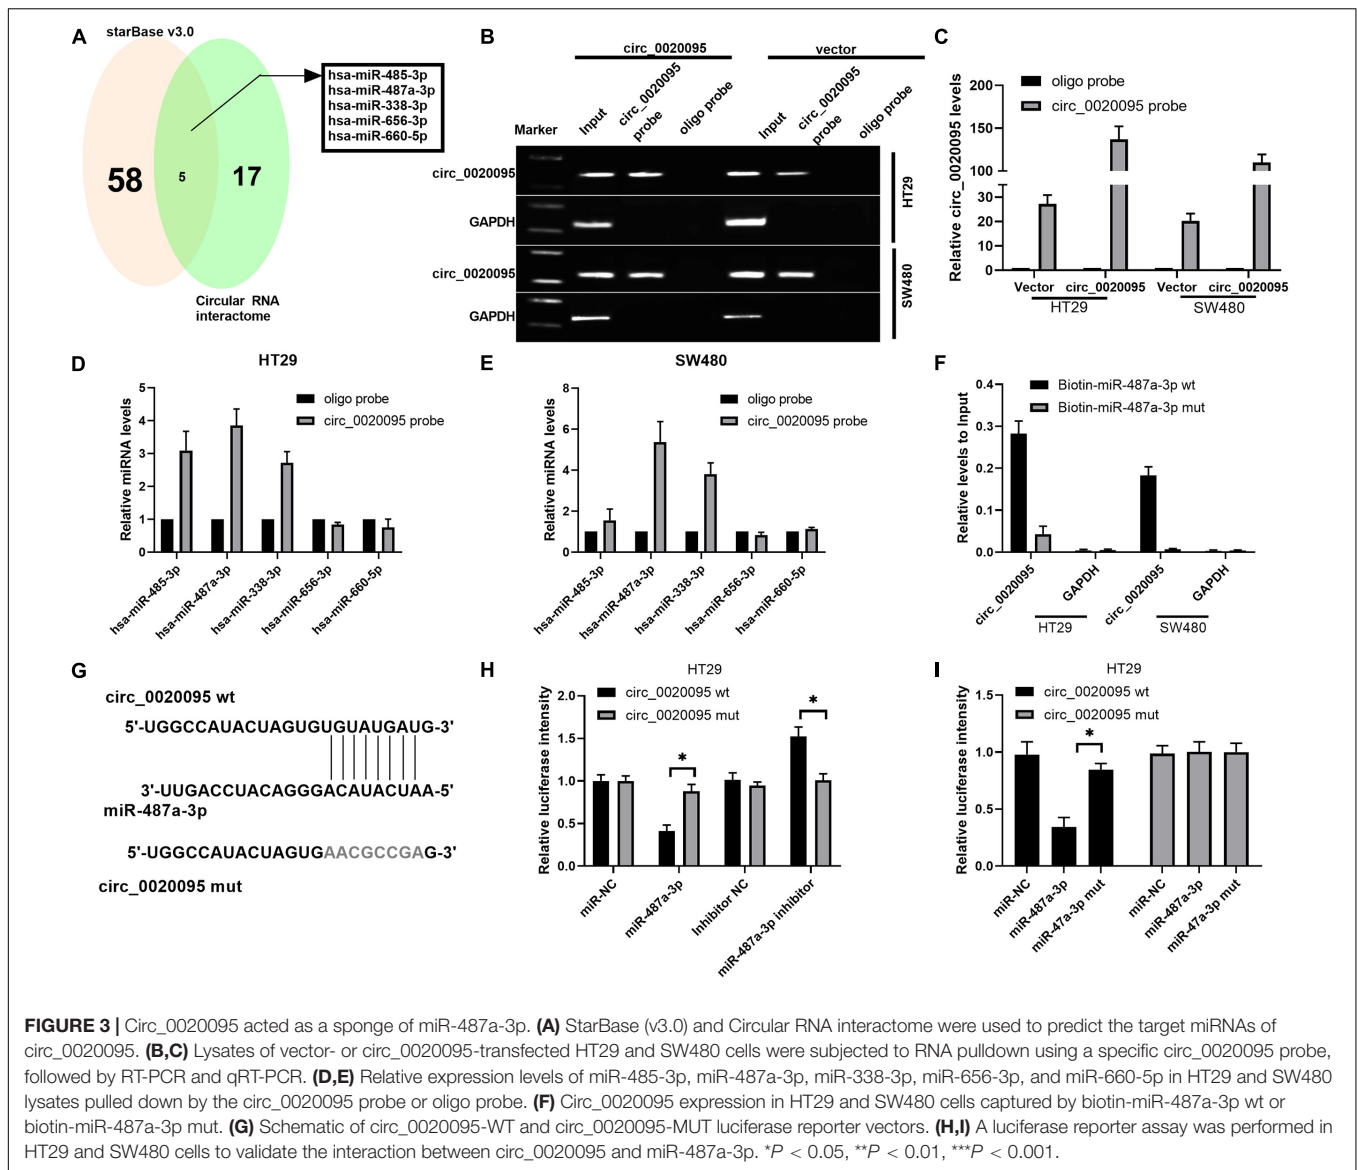 A
starBase v3.0
58
5
17
Circular RNA
interactome
hsa-miR-485-3p
hsa-miR-487a-3p
hsa-miR-338-3p
hsa-miR-656-3p
hsa-miR-660-5p
B
circ_0020095
vector
Marker
Input
circ_0020095
probe
oligo probe
Input
circ_0020095
probe
oligo probe
circ_0020095
GAPDH
HT29
circ_0020095
GAPDH
SW480
C
oligo probe
circ_0020095 probe
Relative circ_0020095 levels
200
150
100
30
20
10
0
Vector
circ_0020095
Vector
circ_0020095
HT29
SW480
D
HT29
oligo probe
circ_0020095 probe
Relative miRNA levels
5
4
3
2
1
0
hsa-miR-485-3p
hsa-miR-487a-3p
hsa-miR-338-3p
hsa-miR-656-3p
hsa-miR-660-5p
E
SW480
oligo probe
circ_0020095 probe
Relative miRNA levels
8
6
4
2
0
hsa-miR-485-3p
hsa-miR-487a-3p
hsa-miR-338-3p
hsa-miR-656-3p
hsa-miR-660-5p
F
Biotin-miR-487a-3p wt
Biotin-miR-487a-3p mut
Relative levels to Input
0.4
0.3
0.2
0.1
0.0
circ_0020095
GAPDH
circ_0020095
GAPDH
HT29
SW480
G
circ_0020095 wt
5'-UGGCCAUACUAGUGUGUAUGAUG-3'
3'-UUGACCUACAGGGACAUACUAA-5'
miR-487a-3p
5'-UGGCCAUACUAGUGAACGCCGAG-3'
circ_0020095 mut
H
HT29
circ_0020095 wt
circ_0020095 mut
Relative luciferase intensity
2.0
1.5
1.0
0.5
0.0
*
*
miR-NC
miR-487a-3p
Inhibitor NC
miR-487a-3p inhibitor
I
HT29
circ_0020095 wt
circ_0020095 mut
Relative luciferase intensity
1.5
1.0
0.5
0.0
*
miR-NC
miR-487a-3p
miR-47a-3p mut
miR-NC
miR-487a-3p
miR-47a-3p mut
FIGURE 3 | Circ_0020095 acted as a sponge of miR-487a-3p. (A) StarBase (v3.0) and Circular RNA interactome were used to predict the target miRNAs of
circ_0020095. (B,C) Lysates of vector- or circ_0020095-transfected HT29 and SW480 cells were subjected to RNA pulldown using a specific circ_0020095 probe,
followed by RT-PCR and qRT-PCR. (D,E) Relative expression levels of miR-485-3p, miR-487a-3p, miR-338-3p, miR-656-3p, and miR-660-5p in HT29 and SW480
lysates pulled down by the circ_0020095 probe or oligo probe. (F) Circ_0020095 expression in HT29 and SW480 cells captured by biotin-miR-487a-3p wt or
biotin-miR-487a-3p mut. (G) Schematic of circ_0020095-WT and circ_0020095-MUT luciferase reporter vectors. (H,I) A luciferase reporter assay was performed in
HT29 and SW480 cells to validate the interaction between circ_0020095 and miR-487a-3p. *P < 0.05, **P < 0.01, ***P < 0.001.